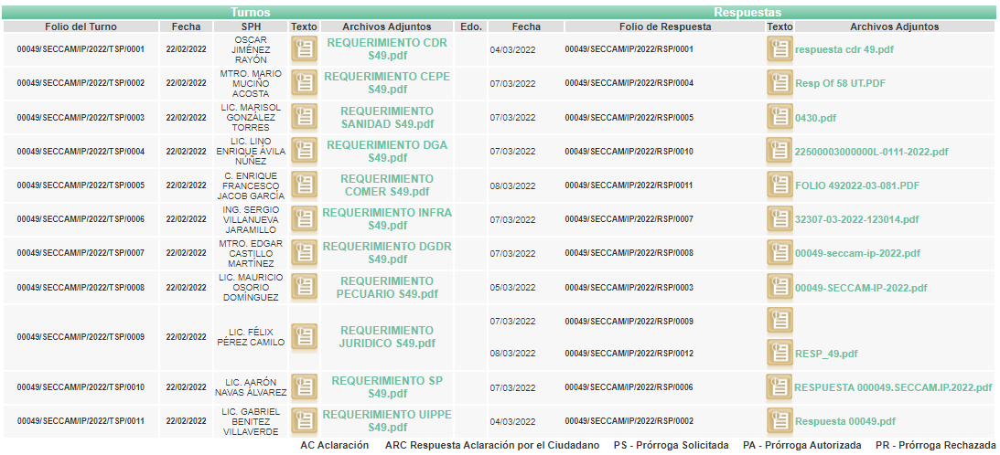 Turnos Respuestas
Folio del Turno Fecha SPH Texto Archivos Adjuntos Edo. Fecha Folio de Respuesta Texto Archivos Adjuntos
00049/SECCAM/IP/2022/TSP/0001 22/02/2022 OSCAR JIMÉNEZ RAYÓN REQUERIMIENTO CDR S49.pdf 04/03/2022 00049/SECCAM/IP/2022/RSP/0001 respuesta cdr 49.pdf
00049/SECCAM/IP/2022/TSP/0002 22/02/2022 MTRO. MARIO MUCIÑO ACOSTA REQUERIMIENTO CEPE S49.pdf 07/03/2022 00049/SECCAM/IP/2022/RSP/0004 Resp Of 58 UT.PDF
00049/SECCAM/IP/2022/TSP/0003 22/02/2022 LIC. MARISOL GONZÁLEZ TORRES REQUERIMIENTO SANIDAD S49.pdf 07/03/2022 00049/SECCAM/IP/2022/RSP/0005 0430.pdf
00049/SECCAM/IP/2022/TSP/0004 22/02/2022 LIC. LINO ENRIQUE ÁVILA NÚÑEZ REQUERIMIENTO DGA S49.pdf 07/03/2022 00049/SECCAM/IP/2022/RSP/0010 22500003000000L-0111-2022.pdf
00049/SECCAM/IP/2022/TSP/0005 22/02/2022 C. ENRIQUE FRANCESCO JACOB GARCÍA REQUERIMIENTO COMER S49.pdf 08/03/2022 00049/SECCAM/IP/2022/RSP/0011 FOLIO 492022-03-081.PDF
00049/SECCAM/IP/2022/TSP/0006 22/02/2022 ING. SERGIO VILLANUEVA JARAMILLO REQUERIMIENTO INFRA S49.pdf 07/03/2022 00049/SECCAM/IP/2022/RSP/0007 32307-03-2022-123014.pdf
00049/SECCAM/IP/2022/TSP/0007 22/02/2022 MTRO. EDGAR CASTILLO MARTÍNEZ REQUERIMIENTO DGDR S49.pdf 07/03/2022 00049/SECCAM/IP/2022/RSP/0008 00049-seccam-ip-2022.pdf
00049/SECCAM/IP/2022/TSP/0008 22/02/2022 LIC. MAURICIO OSORIO DOMÍNGUEZ REQUERIMIENTO PECUARIO S49.pdf 05/03/2022 00049/SECCAM/IP/2022/RSP/0003 00049-SECCAM-IP-2022.pdf
00049/SECCAM/IP/2022/TSP/0009 22/02/2022 LIC. FÉLIX PÉREZ CAMILO REQUERIMIENTO JURIDICO S49.pdf 07/03/2022 00049/SECCAM/IP/2022/RSP/0009
08/03/2022 00049/SECCAM/IP/2022/RSP/0012 RESP_49.pdf
00049/SECCAM/IP/2022/TSP/0010 22/02/2022 LIC. AARÓN NAVAS ÁLVAREZ REQUERIMIENTO SP S49.pdf 07/03/2022 00049/SECCAM/IP/2022/RSP/0006 RESPUESTA 000049.SECCAM.IP.2022.pdf
00049/SECCAM/IP/2022/TSP/0011 22/02/2022 LIC. GABRIEL BENITEZ VILLAVERDE REQUERIMIENTO UIPPE S49.pdf 04/03/2022 00049/SECCAM/IP/2022/RSP/0002 Respuesta 00049.pdf
AC Aclaración ARC Respuesta Aclaración por el Ciudadano PS - Prórroga Solicitada PA - Prórroga Autorizada PR - Prórroga Rechazada